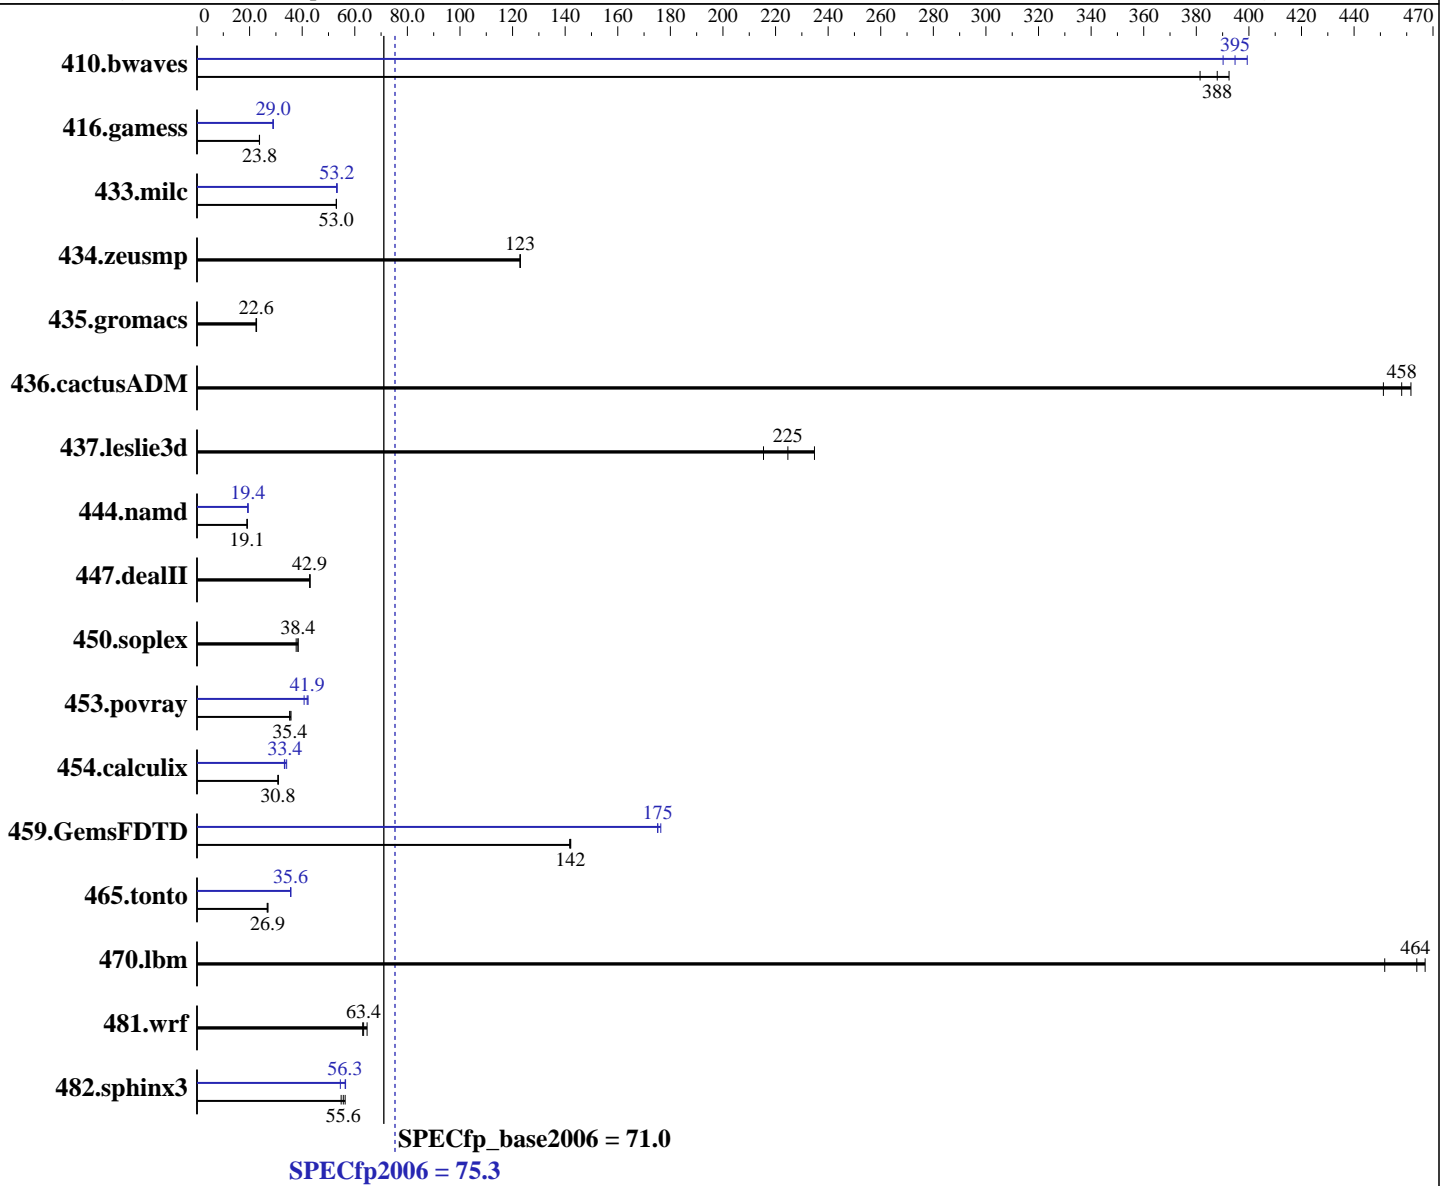 0 20.0 40.0 60.0 80.0 100 120 140 160 180 200 220 240 260 280 300 320 340 360 380 400 420 440 470
395
410.bwaves
388
29.0
416.gamess
23.8
53.2
433.milc
53.0
123
434.zeusmp
22.6
435.gromacs
458
436.cactusADM
225
437.leslie3d
19.4
444.namd
19.1
42.9
447.dealII
38.4
450.soplex
41.9
453.povray
35.4
33.4
454.calculix
30.8
175
459.GemsFDTD
142
35.6
465.tonto
26.9
464
470.lbm
63.4
481.wrf
56.3
482.sphinx3
55.6
SPECfp_base2006 = 71.0
SPECfp2006 = 75.3